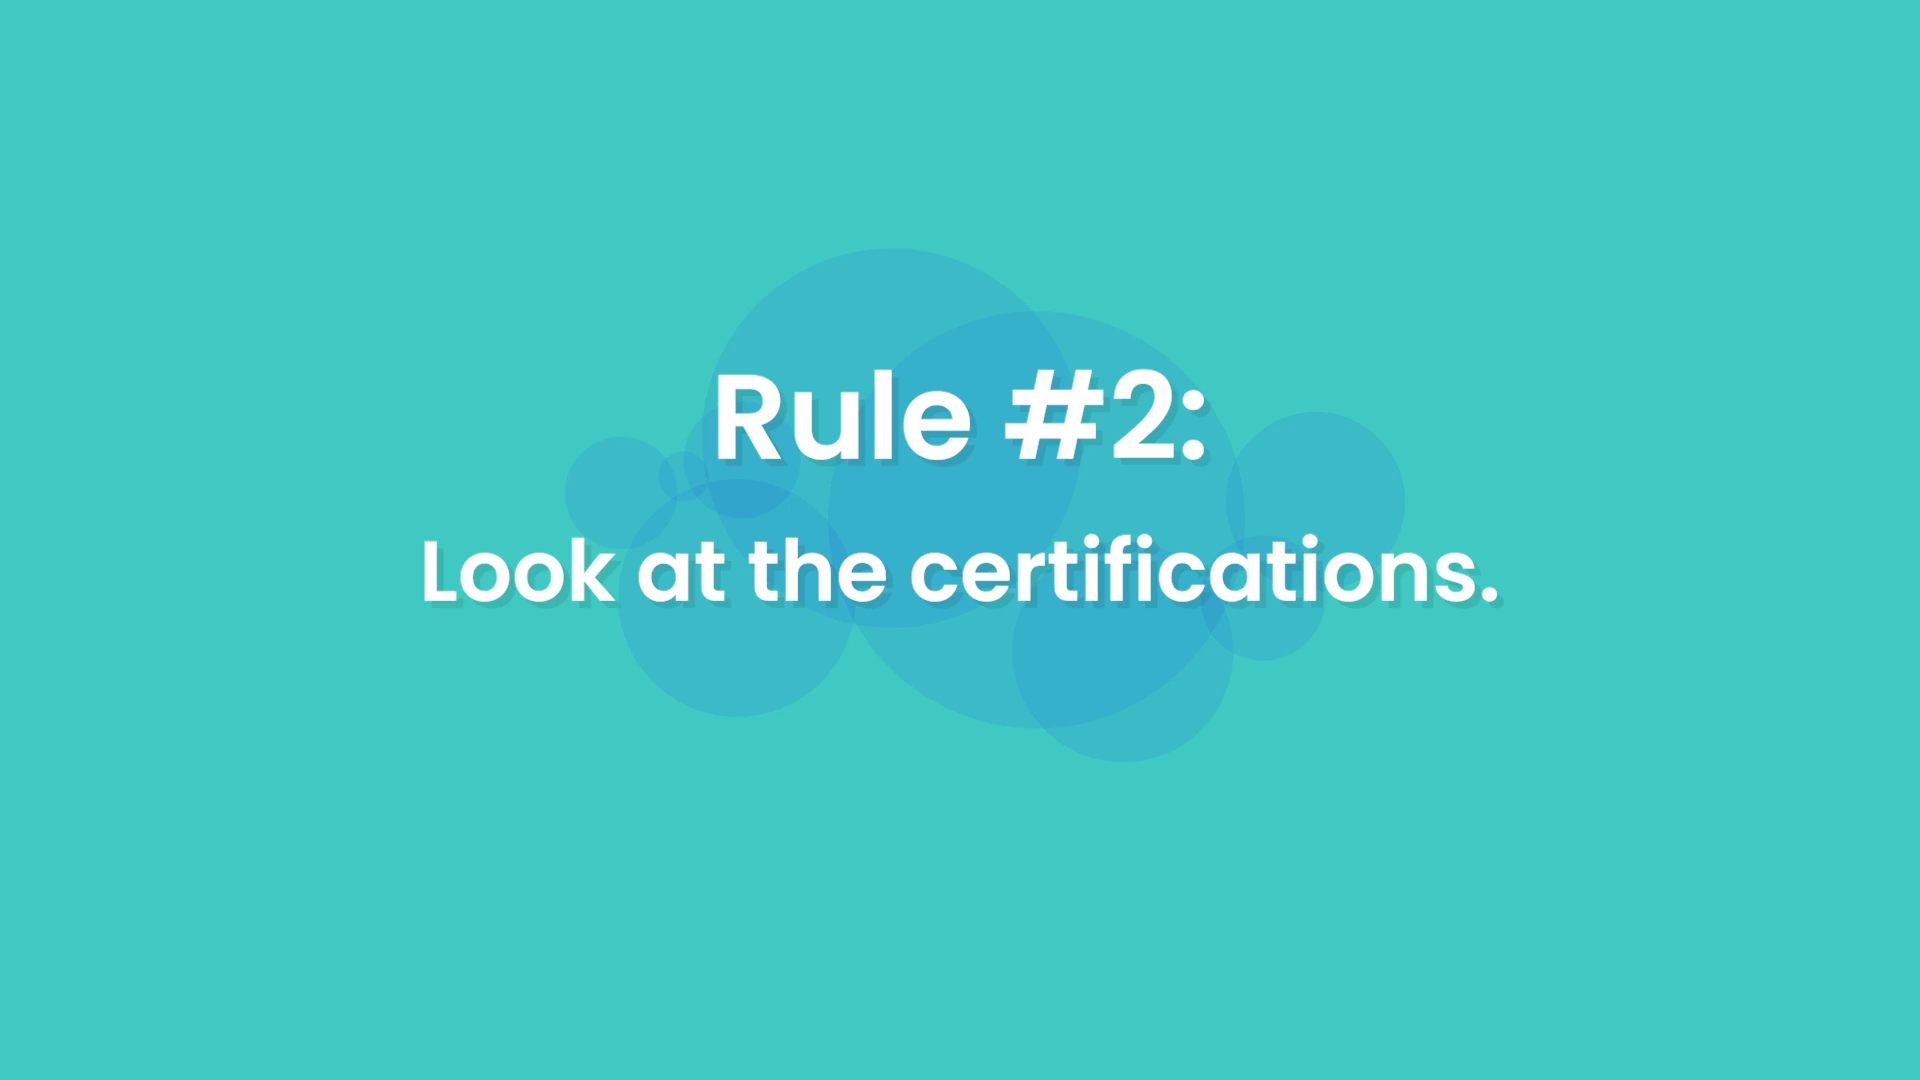 Rule #2:
Look at the certifications.